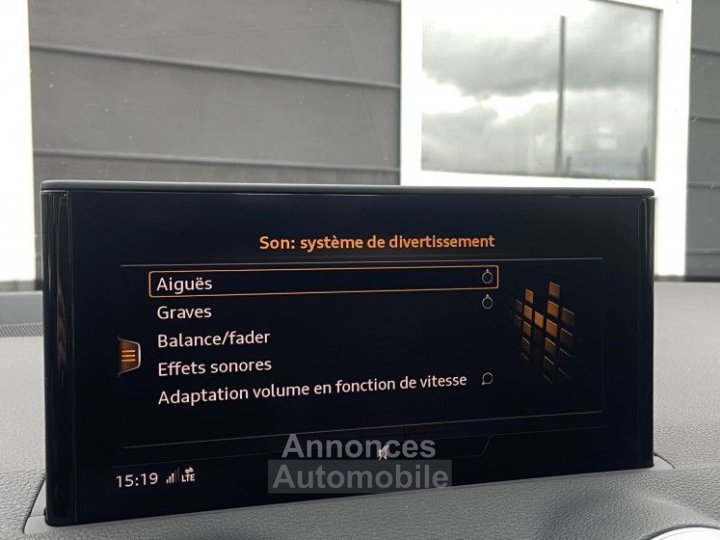 Son: système de divertissement
Aiguës
Graves
Balance/fader
Effets sonores
Adaptation volume en fonction de vitesse
15:19 LTE
Annonces
Automobile